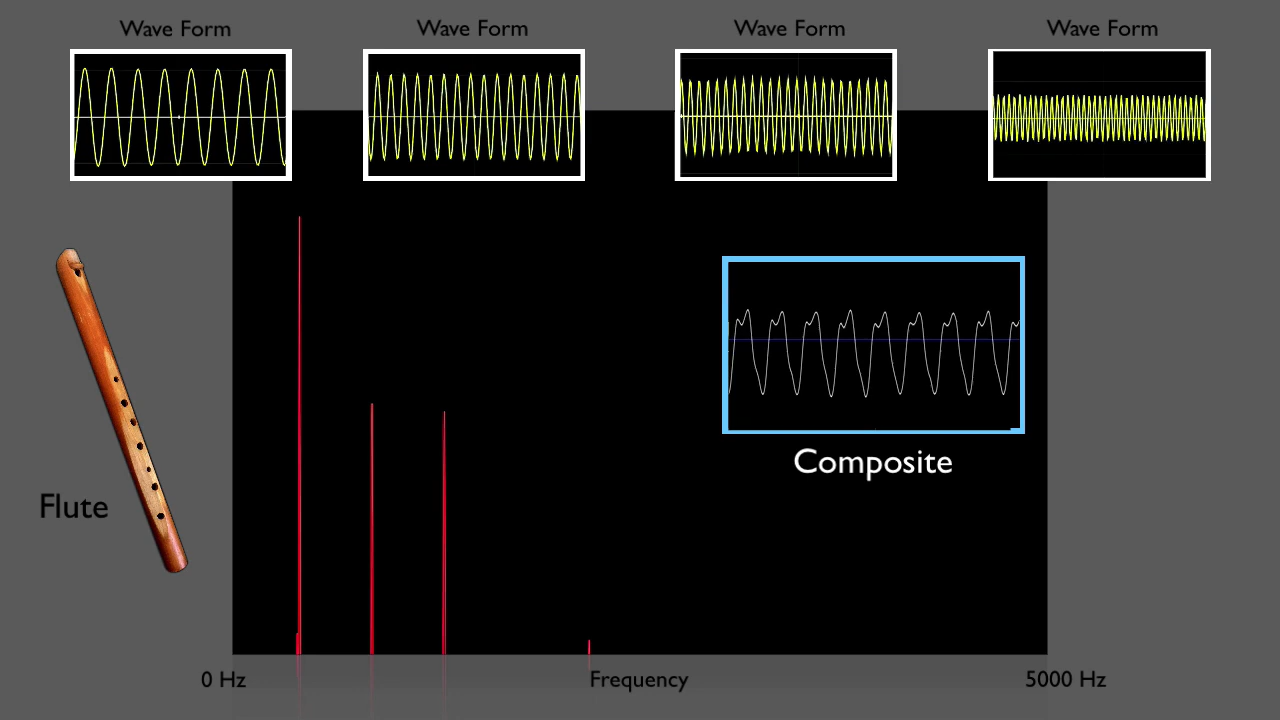 Wave Form
Wave Form
Wave Form
Wave Form
Composite
Flute
0 Hz
Frequency
5000 Hz